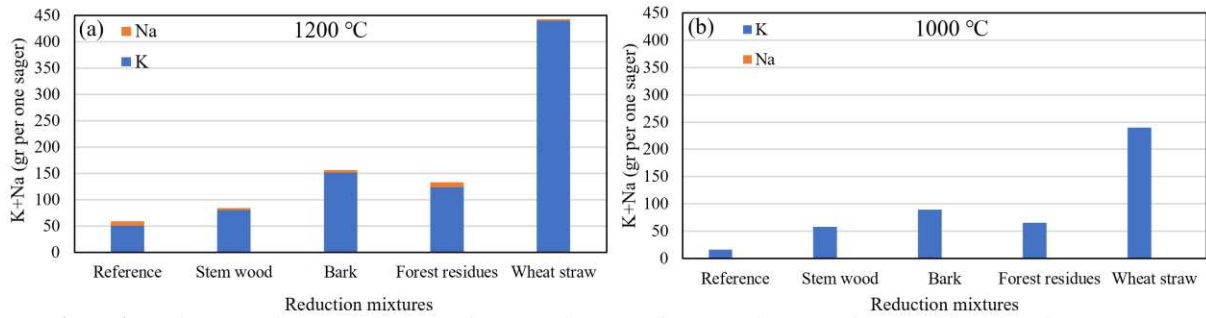 (a)
1200 °C
Na
K
K+Na (gr per one sager)
450
400
350
300
250
200
150
100
50
0
Reference
Stem wood
Bark
Forest residues
Wheat straw
Reduction mixtures
(b)
1000 °C
K
Na
K+Na (gr per one sager)
450
400
350
300
250
200
150
100
50
0
Reference
Stem wood
Bark
Forest residues
Wheat straw
Reduction mixtures